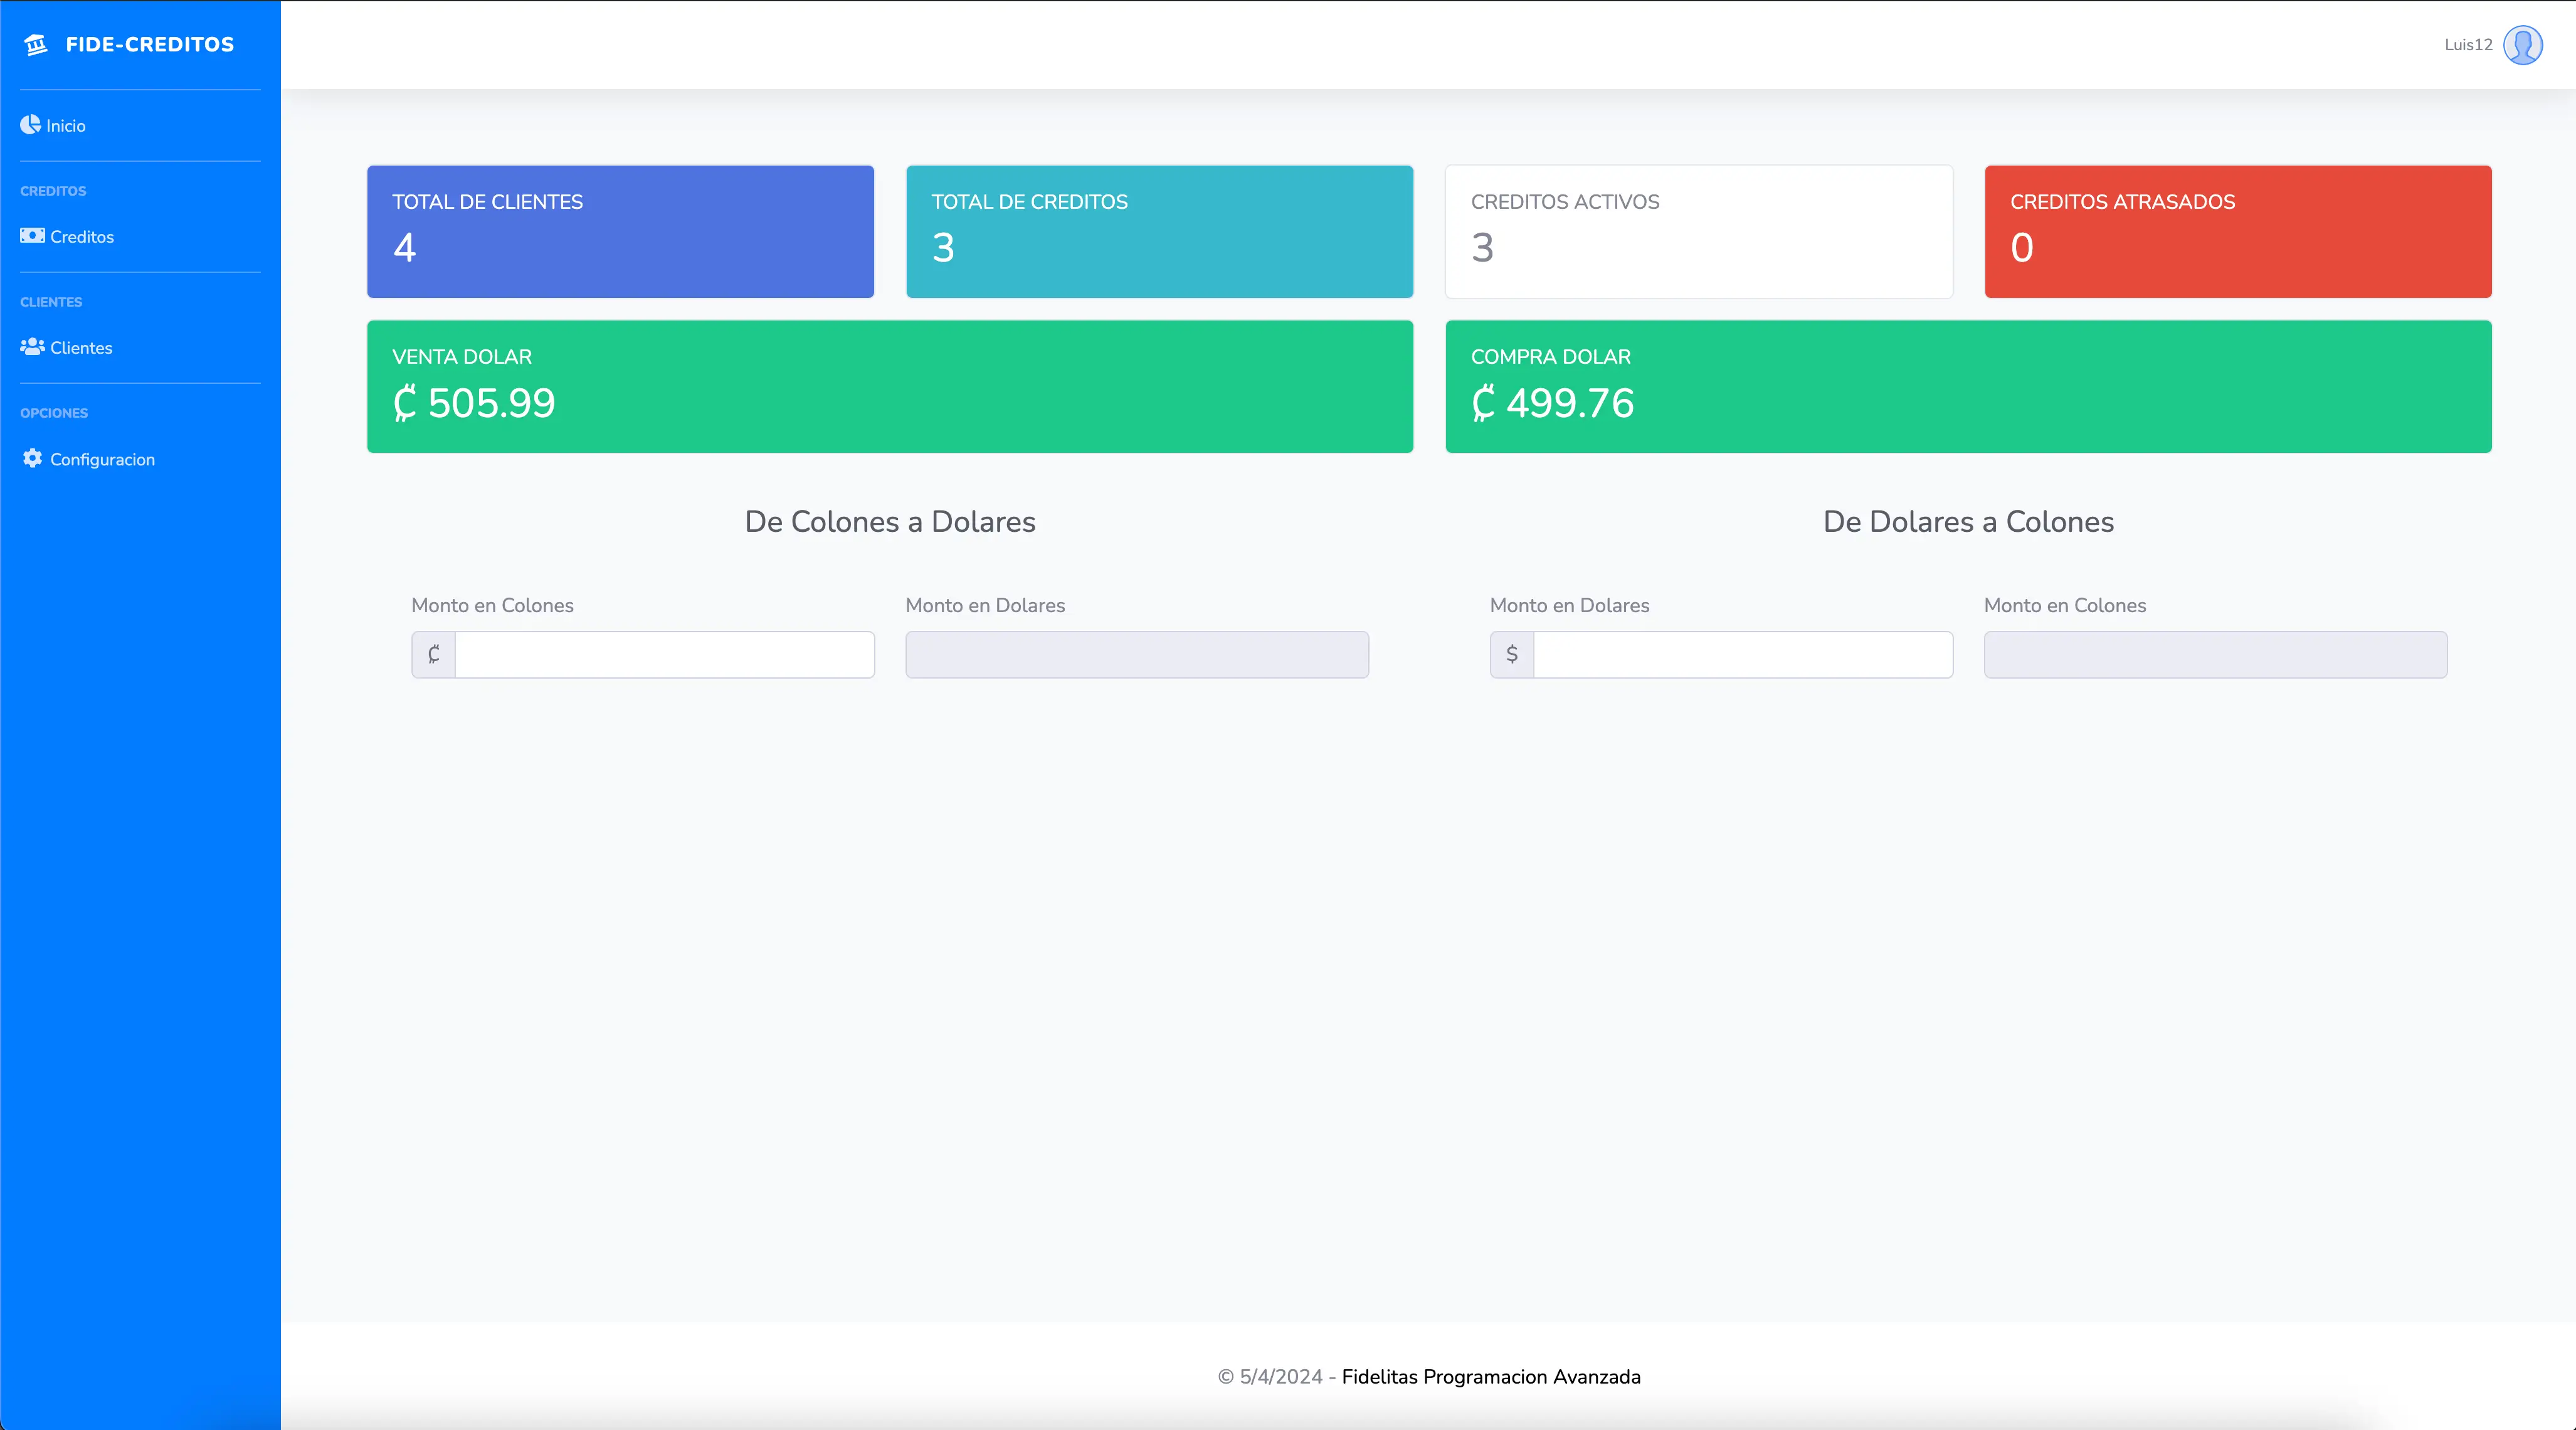 FIDE-CREDITOS
Luis12
Inicio
CREDITOS
Creditos
CLIENTES
Clientes
OPCIONES
Configuracion
TOTAL DE CLIENTES
4
TOTAL DE CREDITOS
3
CREDITOS ACTIVOS
3
CREDITOS ATRASADOS
0
VENTA DOLAR
₡ 505.99
COMPRA DOLAR
₡ 499.76
De Colones a Dolares
Monto en Colones
₡
Monto en Dolares
De Dolares a Colones
Monto en Dolares
$
Monto en Colones
© 5/4/2024 - Fidelitas Programacion Avanzada